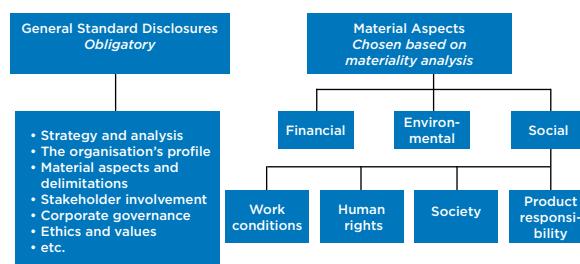 General Standard Disclosures
Obligatory
• Strategy and analysis
• The organisation's profile
• Material aspects and
delimitations
• Stakeholder involvement
• Corporate governance
• Ethics and values
• etc.
Material Aspects
Chosen based on
materiality analysis
Financial
Environ-
mental
Social
Work
conditions
Human
rights
Society
Product
responsi-
bility